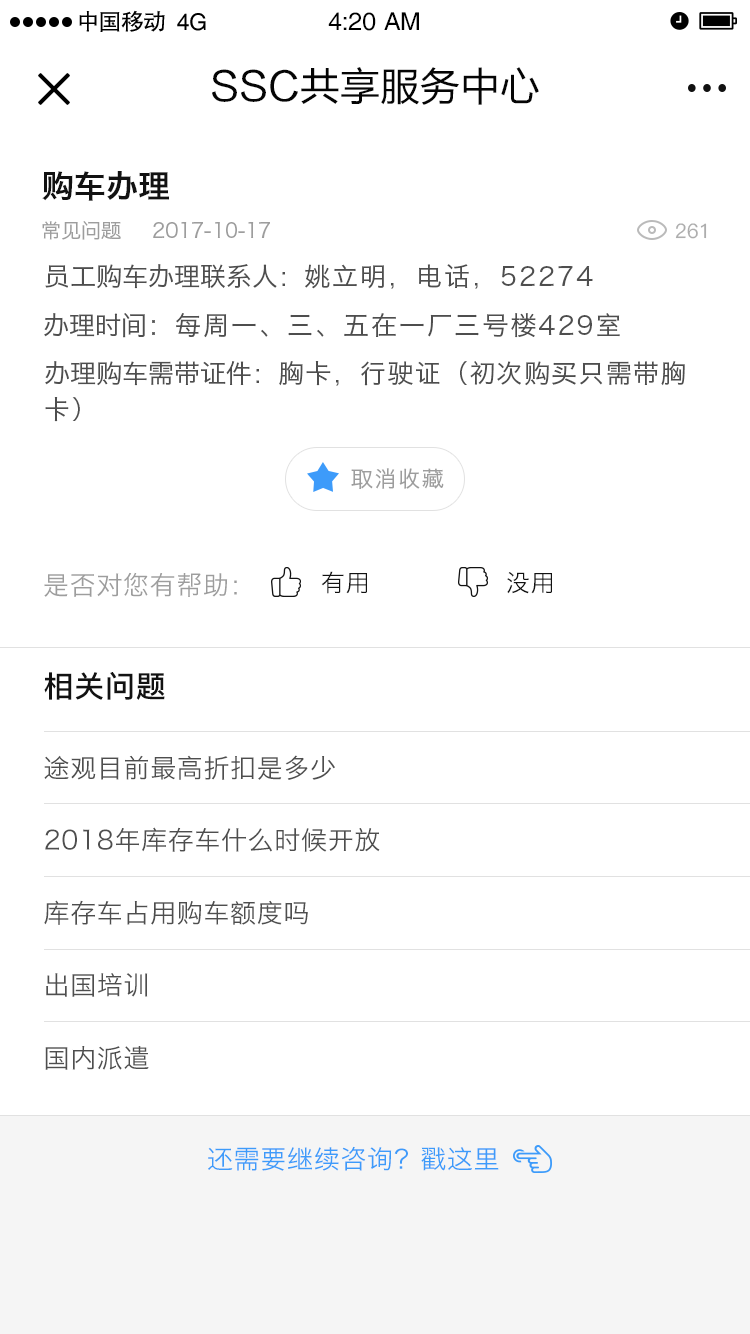 中国移动 4G 4:20 AM
SSC共享服务中心
购车办理
常见问题 2017-10-17 261
员工购车办理联系人：姚立明，电话，52274
办理时间：每周一、三、五在一厂三号楼429室
办理购车需带证件：胸卡，行驶证（初次购买只需带胸
卡）
取消收藏
是否对您有帮助： 有用 没用
相关问题
途观目前最高折扣是多少
2018年库存车什么时候开放
库存车占用购车额度吗
出国培训
国内派遣
还需要继续咨询？戳这里